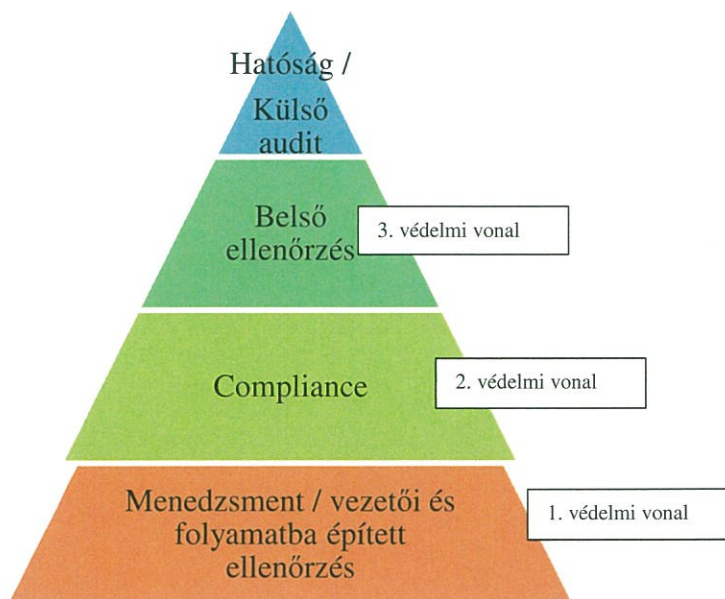 Hatóság /
Külső
audit
Belső
ellenőrzés
3. védelmi vonal
Compliance
2. védelmi vonal
Menedzsment / vezetői és
folyamatba épített
ellenőrzés
1. védelmi vonal